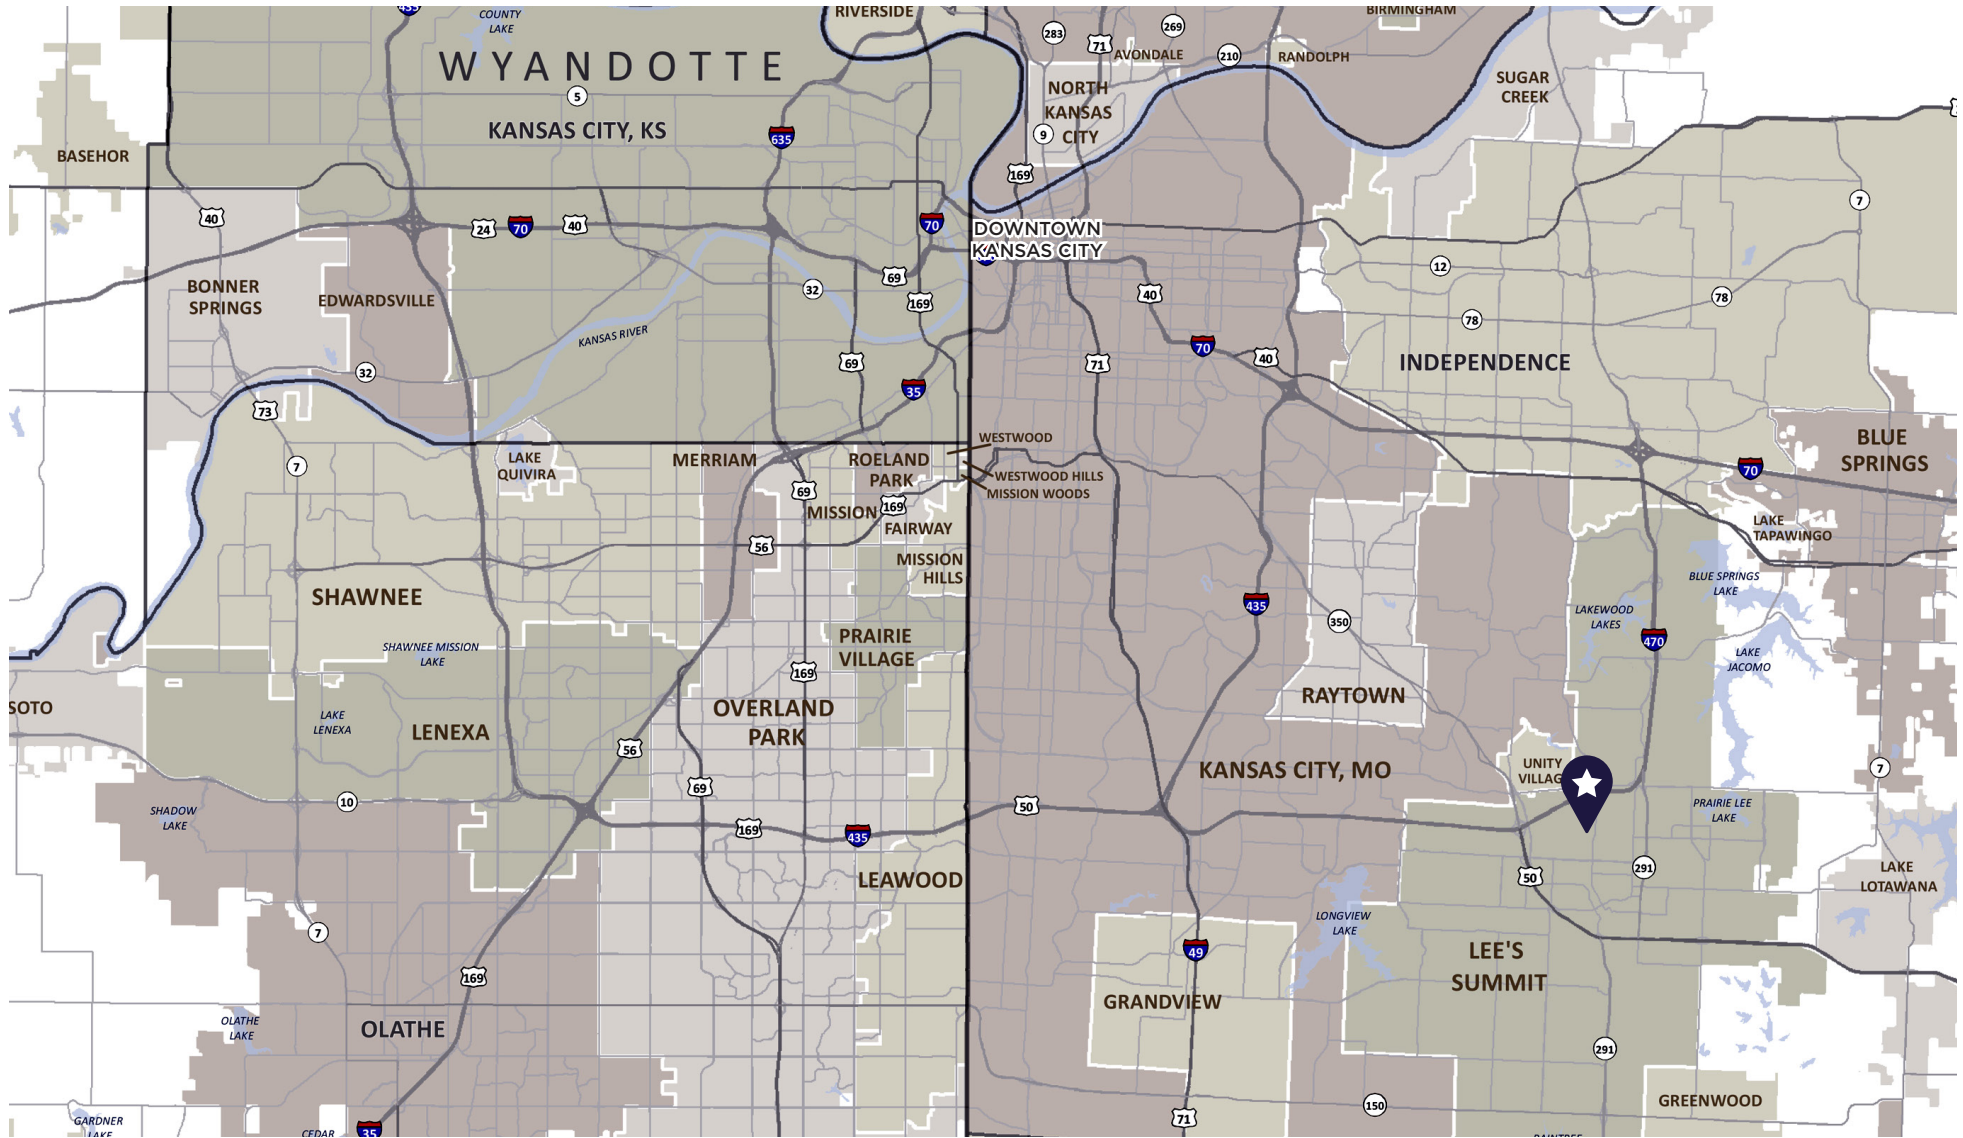 435
COUNTY
LAKE
RIVERSIDE
283
71
269
BIRMINGHAM
WYANDOTTE
AVONDALE
210
RANDOLPH
5
NORTH
KANSAS
CITY
SUGAR
CREEK
KANSAS CITY, KS
635
9
BASEHOR
169
40
24
70
40
70
DOWNTOWN
KANSAS CITY
7
12
69
32
169
40
78
78
BONNER
SPRINGS
EDWARDSVILLE
KANSAS RIVER
70
40
INDEPENDENCE
32
69
71
35
73
WESTWOOD
BLUE
SPRINGS
7
LAKE
QUIVIRA
MERRIAM
ROELAND
PARK
WESTWOOD HILLS
MISSION WOODS
70
69
MISSION
169
FAIRWAY
LAKE
TAPAWINGO
56
MISSION
HILLS
BLUE SPRINGS
LAKE
SHAWNEE
435
350
LAKEWOOD
LAKES
470
SHAWNEE MISSION
LAKE
PRAIRIE
VILLAGE
LAKE
JACOMO
169
SOTO
LAKE
LENEXA
LENEXA
OVERLAND
PARK
RAYTOWN
56
69
KANSAS CITY, MO
UNITY
VILLAG
7
10
SHADOW
LAKE
169
435
50
PRAIRIE LEE
LAKE
LEAWOOD
50
291
LAKE
LOTAWANA
7
LONGVIEW
LAKE
169
49
LEE'S
SUMMIT
GRANDVIEW
OLATHE
LAKE
OLATHE
291
GARDNER
LAKE
CEDAR
35
71
150
GREENWOOD
RAINTREE